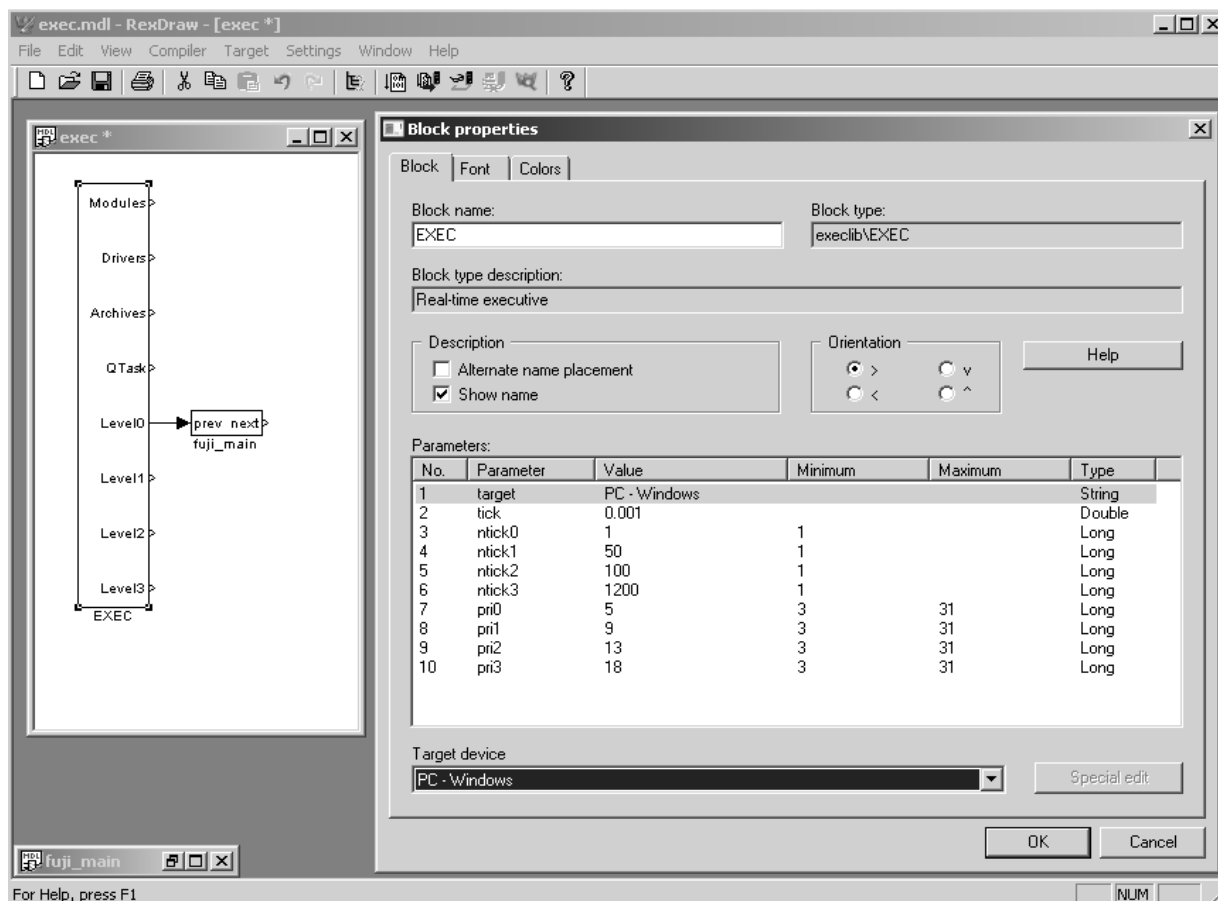 exec.mdl - RexDraw - [exec *]
File Edit View Compiler Target Settings Window Help
exec *
Modules
Drivers
Archives
QTask
Level0
prev next
fuji_main
Level1
Level2
Level3
EXEC
Block properties
Block Font Colors
Block name: Block type:
EXEC execlib\EXEC
Block type description:
Real-time executive
Description Orientation
Alternate name placement > v Help
Show name < ^
Parameters:
No. Parameter Value Minimum Maximum Type
1 target PC - Windows String
2 tick 0.001 Double
3 ntick0 1 1 Long
4 ntick1 50 1 Long
5 ntick2 100 1 Long
6 ntick3 1200 1 Long
7 pri0 5 3 31 Long
8 pri1 9 3 31 Long
9 pri2 13 3 31 Long
10 pri3 18 3 31 Long
Target device
PC - Windows Special edit
OK Cancel
fuji_main
For Help, press F1 NUM